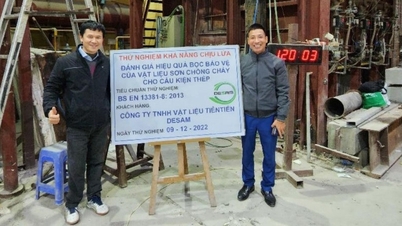 THỬ NGHIỆM KHẢ NĂNG CHỊU LỬA
ĐÁNH GIÁ HIỆU QUẢ BỌC BẢO VỆ
CỦA VẬT LIỆU SƠN CHỐNG CHÁY
CHO CẤU KIỆN THÉP
TIÊU CHUẨN THỬ NGHIỆM:
BS EN 13381-8: 2013
KHÁCH HÀNG:
CÔNG TY TNHH VẬT LIỆU TIÊN TIẾN
DESAM
NGÀY THỬ NGHIỆM: 09 - 12 - 2022
120 03